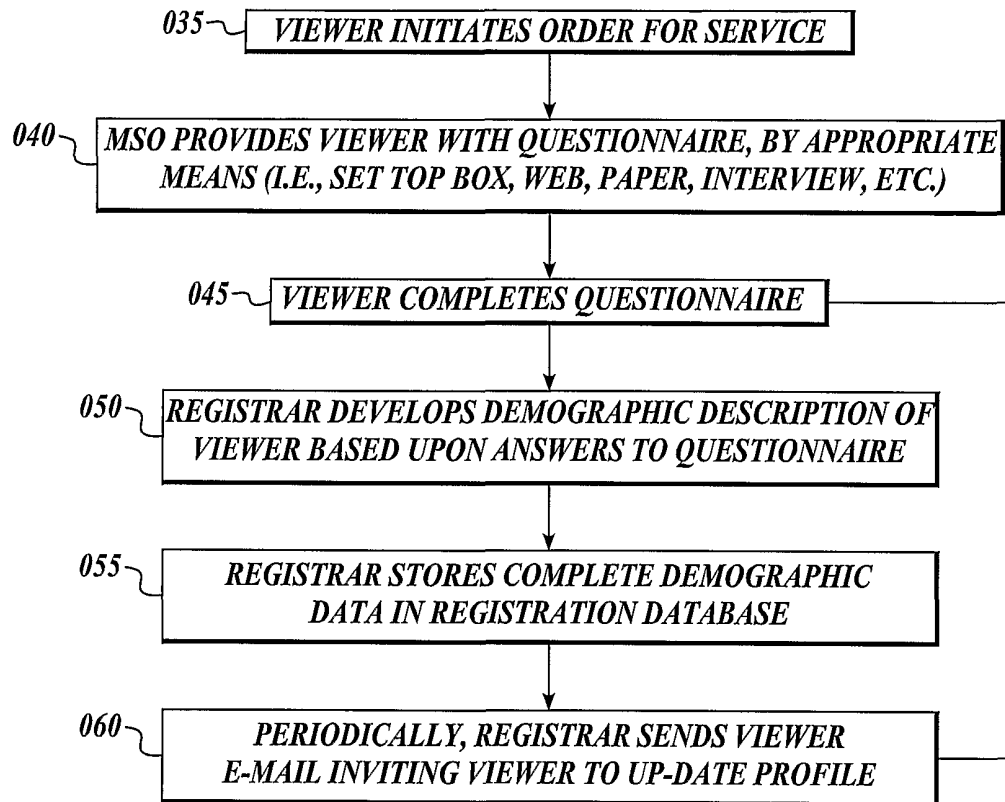 035
VIEWER INITIATES ORDER FOR SERVICE
040
MSO PROVIDES VIEWER WITH QUESTIONNAIRE, BY APPROPRIATE
MEANS (I.E., SET TOP BOX, WEB, PAPER, INTERVIEW, ETC.)
045
VIEWER COMPLETES QUESTIONNAIRE
050
REGISTRAR DEVELOPS DEMOGRAPHIC DESCRIPTION OF
VIEWER BASED UPON ANSWERS TO QUESTIONNAIRE
055
REGISTRAR STORES COMPLETE DEMOGRAPHIC
DATA IN REGISTRATION DATABASE
060
PERIODICALLY, REGISTRAR SENDS VIEWER
E-MAIL INVITING VIEWER TO UP-DATE PROFILE